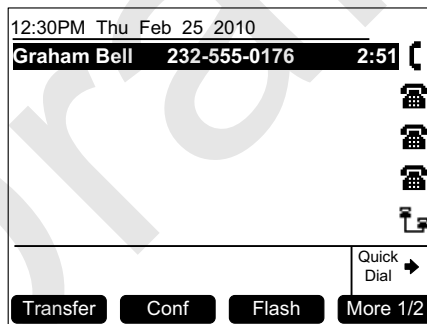 12:30PM Thu Feb 25 2010
Graham Bell 232-555-0176 2:51
Quick
Dial
Transfer Conf Flash More 1/2